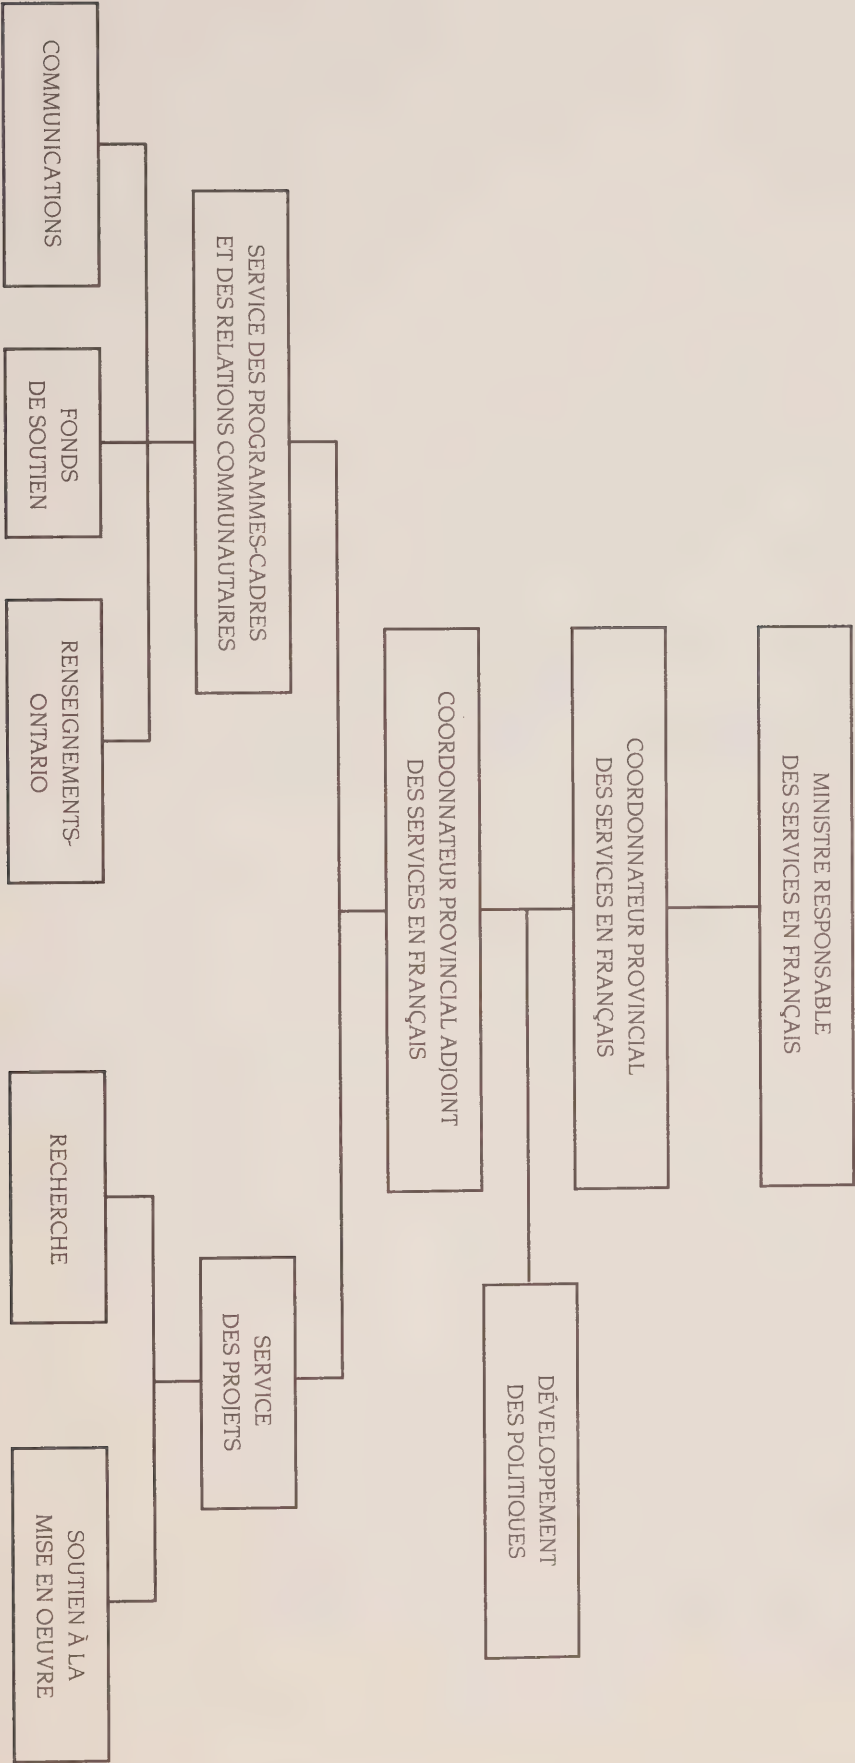 MINISTRE RESPONSABLE
DES SERVICES EN FRANÇAIS
COORDONNATEUR PROVINCIAL
DES SERVICES EN FRANÇAIS
DÉVELOPPEMENT
DES POLITIQUES
COORDONNATEUR PROVINCIAL ADJOINT
DES SERVICES EN FRANÇAIS
SERVICE DES PROGRAMMES-CADRES
ET DES RELATIONS COMMUNAUTAIRES
SERVICE
DES PROJETS
COMMUNICATIONS
FONDS
DE SOUTIEN
RENSEIGNEMENTS-
ONTARIO
RECHERCHE
SOUTIEN À LA
MISE EN OEUVRE